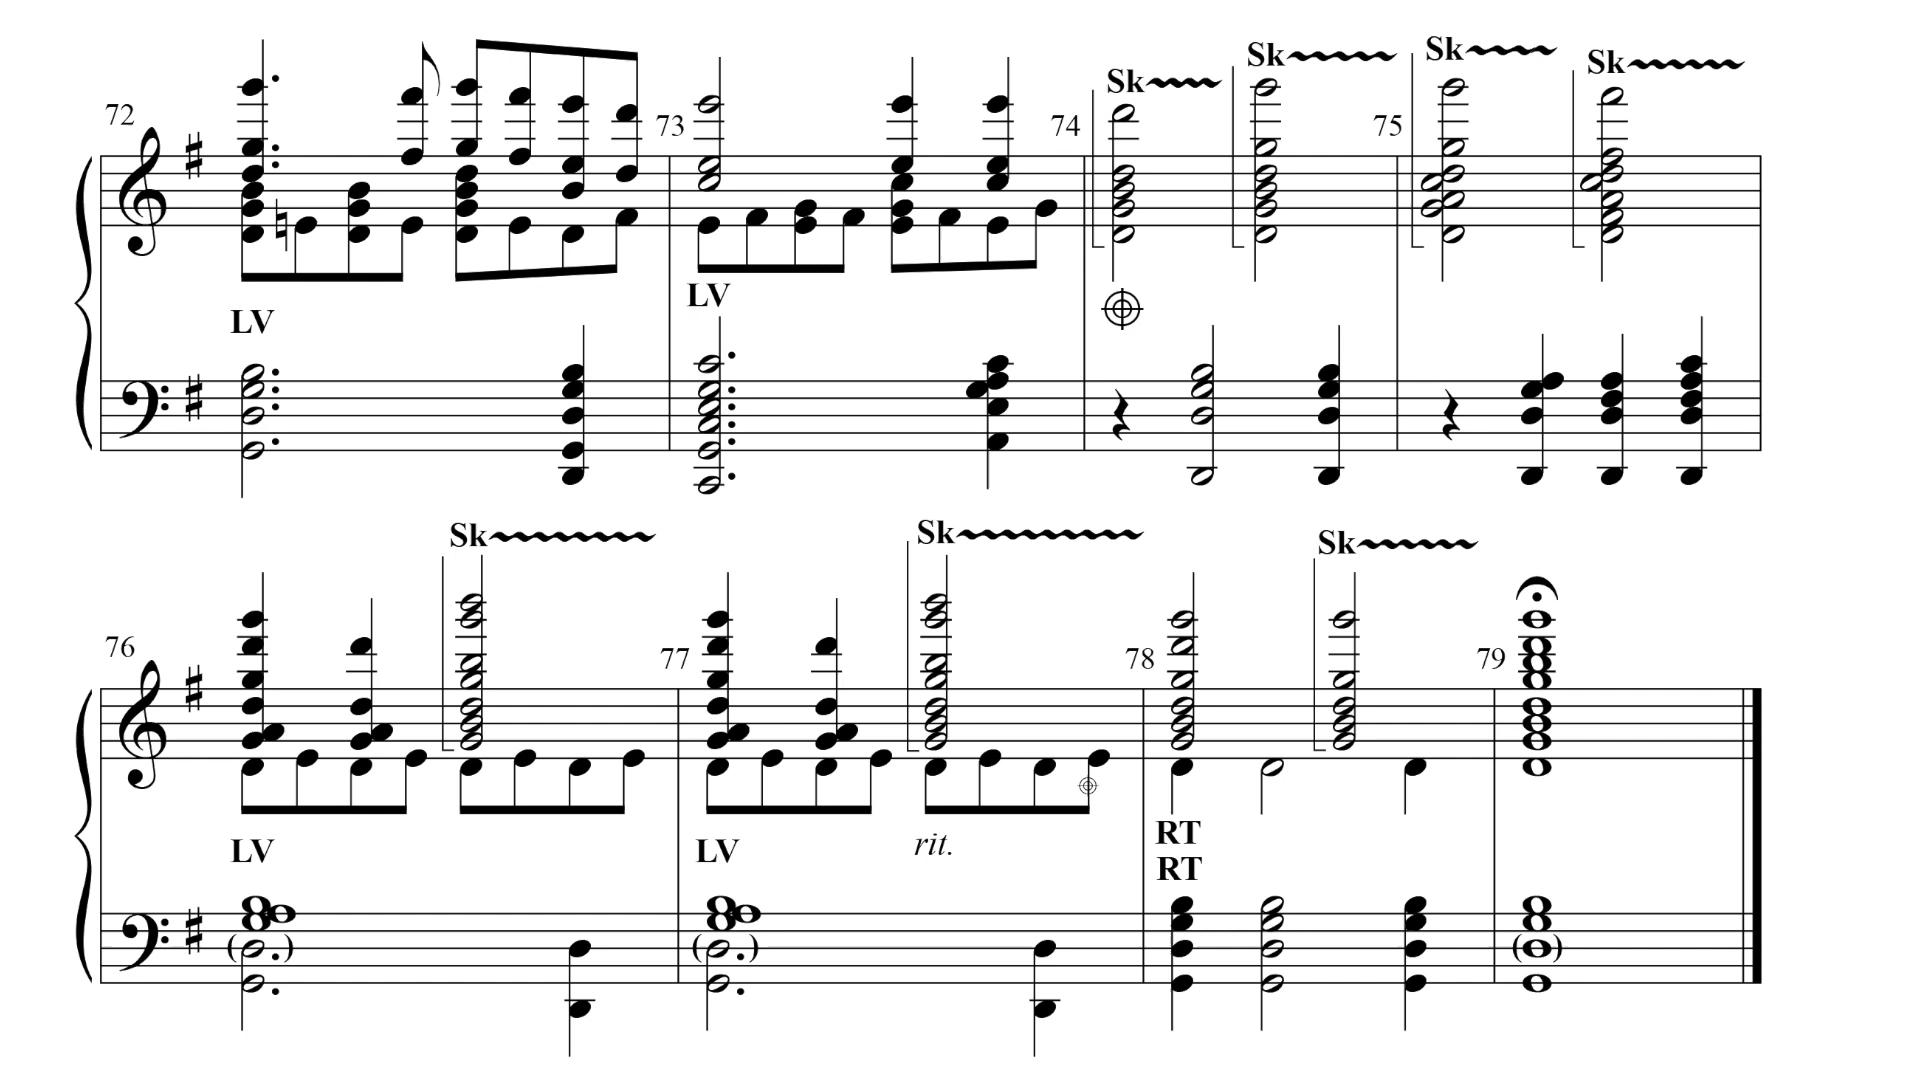 Sk Sk Sk Sk
72 73 74 75
LV LV
Sk Sk Sk
76 77 78 79
LV LV rit. RT
RT